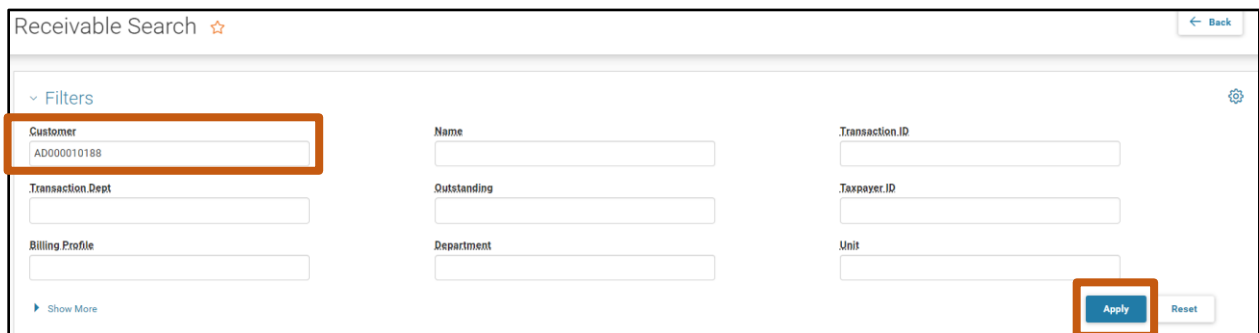 Receivable Search
Back
Filters
Customer Name Transaction ID
AD000010188
Transaction Dept Outstanding Taxpayer ID
Billing Profile Department Unit
Show More Apply Reset